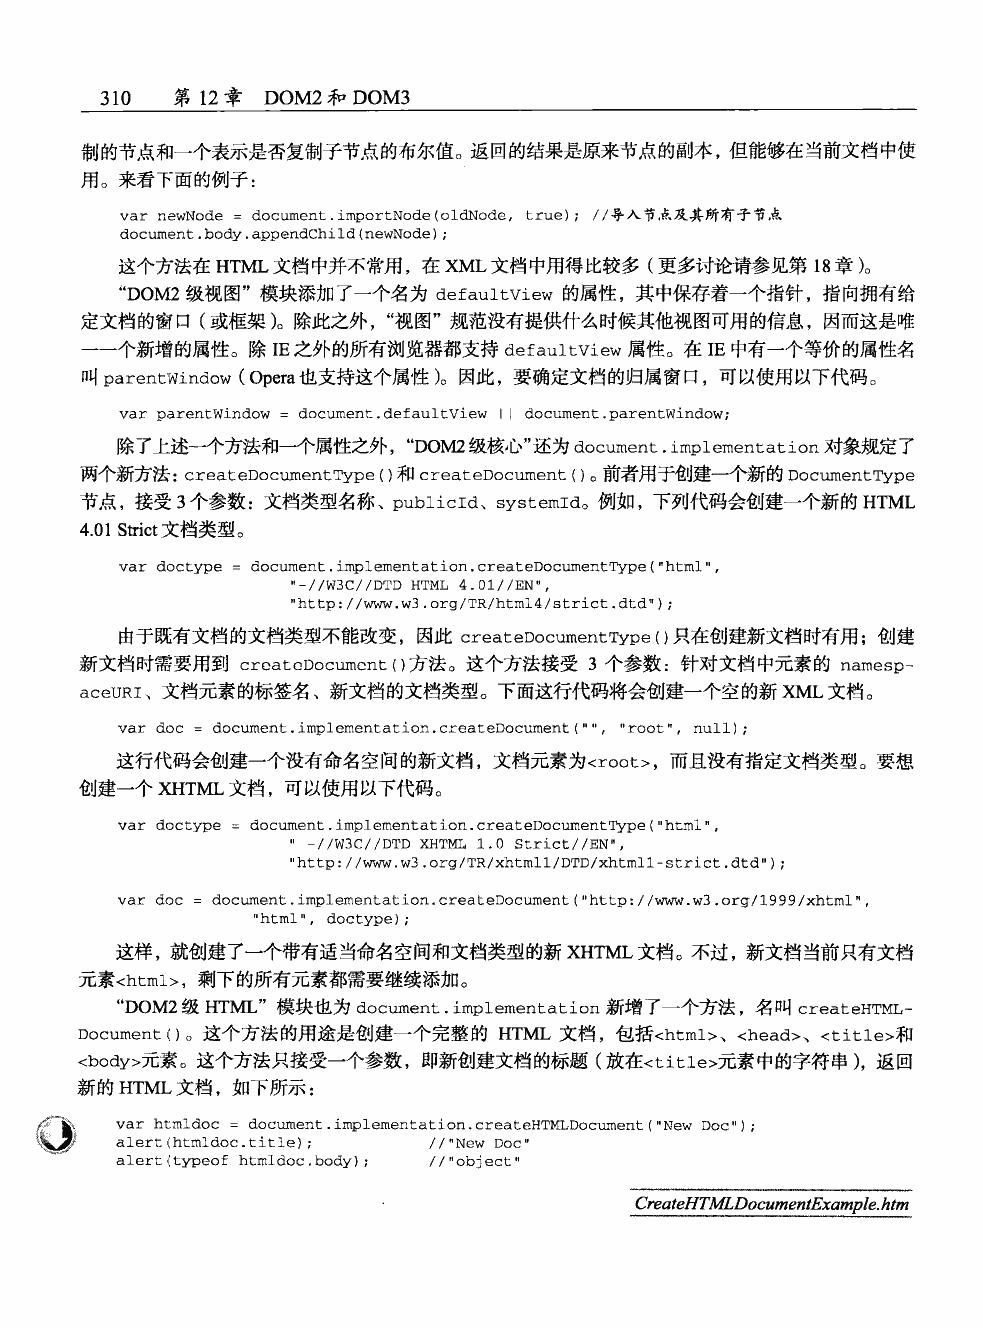 310 第 12 章 DOM2 和 DOM3
制的节点和一个表示是否复制子节点的布尔值。返回的结果是原来节点的副本，但能够在当前文档中使
用。来看下面的例子：
var newNode = document.importNode(oldNode, true); //导入节点及其所有子节点
document.body.appendChild(newNode);
这个方法在 HTML 文档中并不常用，在 XML 文档中用得比较多（更多讨论请参见第 18 章）。
“DOM2 级视图”模块添加了一个名为 defaultView 的属性，其中保存着一个指针，指向拥有给
定文档的窗口（或框架）。除此之外，“视图”规范没有提供什么时候其他视图可用的信息，因而这是唯
一一个新增的属性。除 IE 之外的所有浏览器都支持 defaultView 属性。在 IE 中有一个等价的属性名
叫 parentWindow（Opera 也支持这个属性）。因此，要确定文档的归属窗口，可以使用以下代码。
var parentWindow = document.defaultView || document.parentWindow;
除了上述一个方法和一个属性之外，“DOM2 级核心”还为 document.implementation 对象规定了
两个新方法：createDocumentType()和 createDocument()。前者用于创建一个新的 DocumentType
节点，接受 3 个参数：文档类型名称、publicId、systemId。例如，下列代码会创建一个新的 HTML
4.01 Strict 文档类型。
var doctype = document.implementation.createDocumentType("html",
"-//W3C//DTD HTML 4.01//EN",
"http://www.w3.org/TR/html4/strict.dtd");
由于既有文档的文档类型不能改变，因此 createDocumentType()只在创建新文档时有用；创建
新文档时需要用到 createDocument()方法。这个方法接受 3 个参数：针对文档中元素的 namesp-
aceURI、文档元素的标签名、新文档的文档类型。下面这行代码将会创建一个空的新 XML 文档。
var doc = document.implementation.createDocument("", "root", null);
这行代码会创建一个没有命名空间的新文档，文档元素为<root>，而且没有指定文档类型。要想
创建一个 XHTML 文档，可以使用以下代码。
var doctype = document.implementation.createDocumentType("html",
" -//W3C//DTD XHTML 1.0 Strict//EN",
"http://www.w3.org/TR/xhtml1/DTD/xhtml1-strict.dtd");
var doc = document.implementation.createDocument("http://www.w3.org/1999/xhtml",
"html", doctype);
这样，就创建了一个带有适当命名空间和文档类型的新 XHTML 文档。不过，新文档当前只有文档
元素<html>，剩下的所有元素都需要继续添加。
“DOM2 级 HTML”模块也为 document.implementation 新增了一个方法，名叫 createHTML-
Document()。这个方法的用途是创建一个完整的 HTML 文档，包括<html>、<head>、<title>和
<body>元素。这个方法只接受一个参数，即新创建文档的标题（放在<title>元素中的字符串），返回
新的 HTML 文档，如下所示：
var htmldoc = document.implementation.createHTMLDocument("New Doc");
alert(htmldoc.title); //"New Doc"
alert(typeof htmldoc.body); //"object"
CreateHTMLDocumentExample.htm